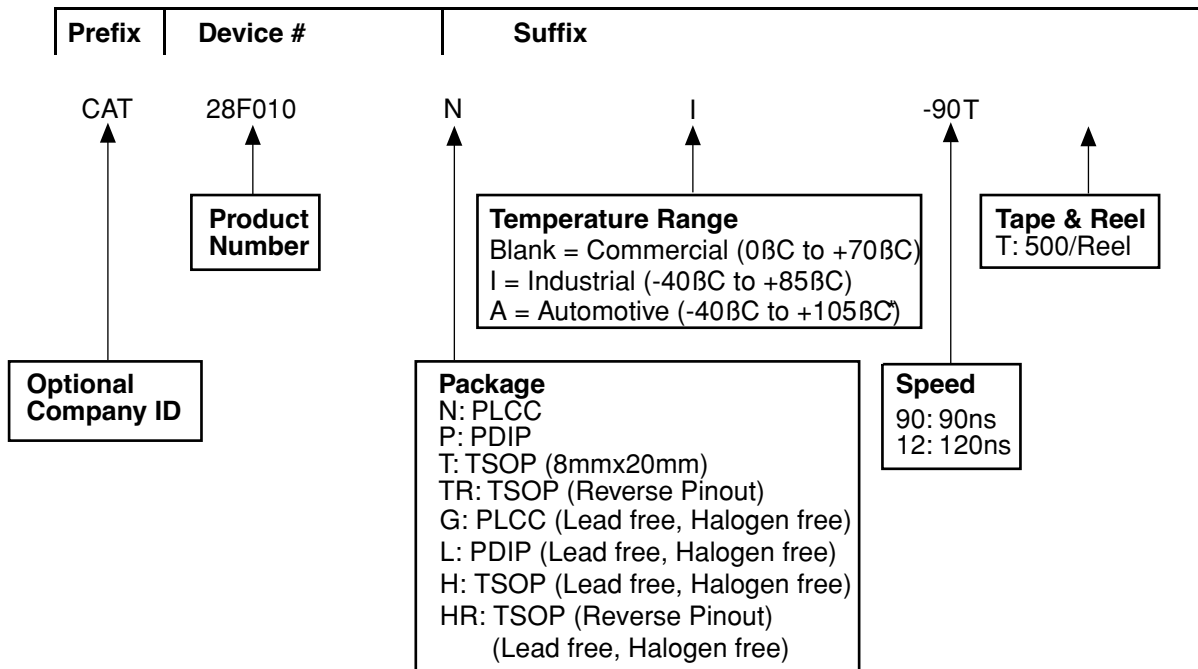 Prefix Device # Suffix
CAT 28F010 N I -90T
Product
Number
Temperature Range
Blank = Commercial (0ßC to +70ßC)
I = Industrial (-40ßC to +85ßC)
A = Automotive (-40ßC to +105ßC*)
Tape & Reel
T: 500/Reel
Optional
Company ID
Package
N: PLCC
P: PDIP
T: TSOP (8mmx20mm)
TR: TSOP (Reverse Pinout)
G: PLCC (Lead free, Halogen free)
L: PDIP (Lead free, Halogen free)
H: TSOP (Lead free, Halogen free)
HR: TSOP (Reverse Pinout)
(Lead free, Halogen free)
Speed
90: 90ns
12: 120ns